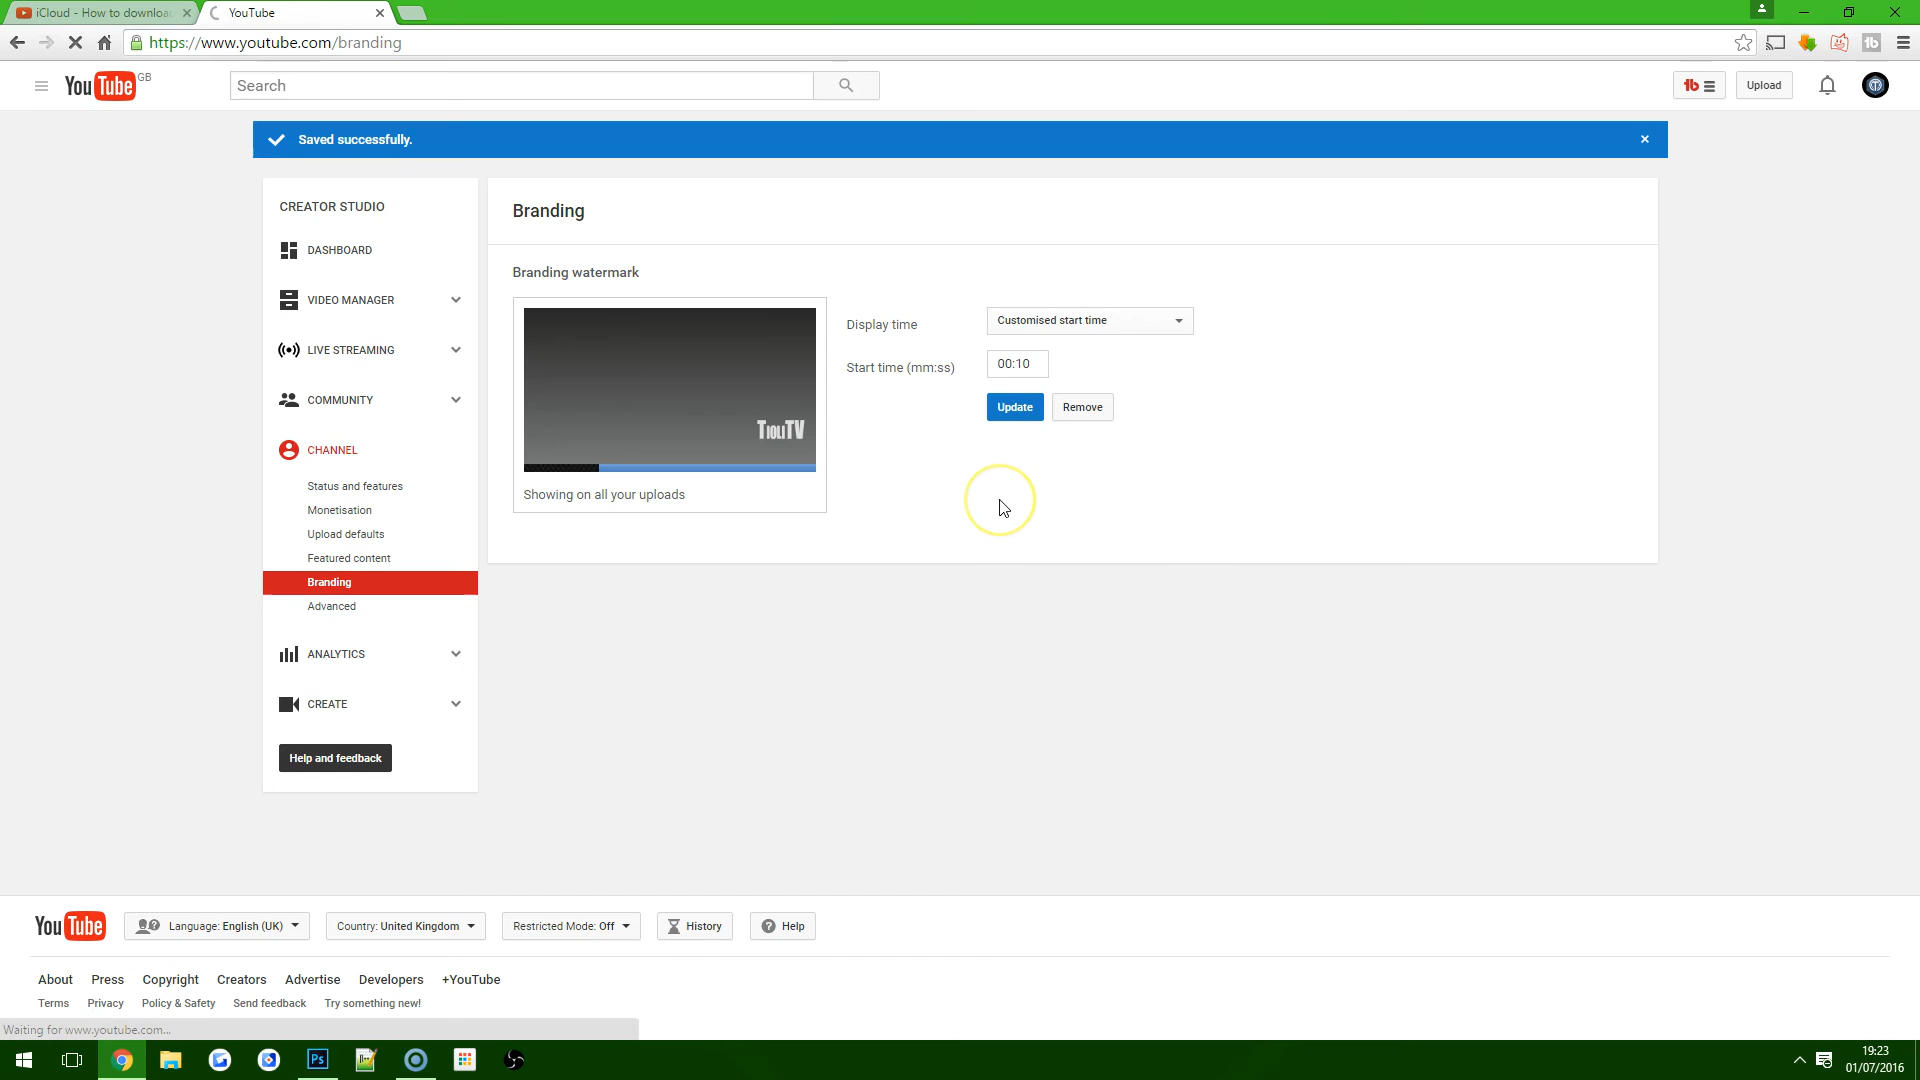 iCloud - How to downloa
YouTube
https://www.youtube.com/branding
YouTube GB
Search
Upload
Saved successfully.
CREATOR STUDIO
DASHBOARD
VIDEO MANAGER
LIVE STREAMING
COMMUNITY
CHANNEL
Status and features
Monetisation
Upload defaults
Featured content
Branding
Advanced
ANALYTICS
CREATE
Help and feedback
Branding
Branding watermark
TIOLITV
Showing on all your uploads
Display time
Customised start time
Start time (mm:ss)
00:10
Update
Remove
YouTube
Language: English (UK)
Country: United Kingdom
Restricted Mode: Off
History
Help
About Press Copyright Creators Advertise Developers +YouTube
Terms Privacy Policy & Safety Send feedback Try something new!
Waiting for www.youtube.com...
Ps
19:23
01/07/2016